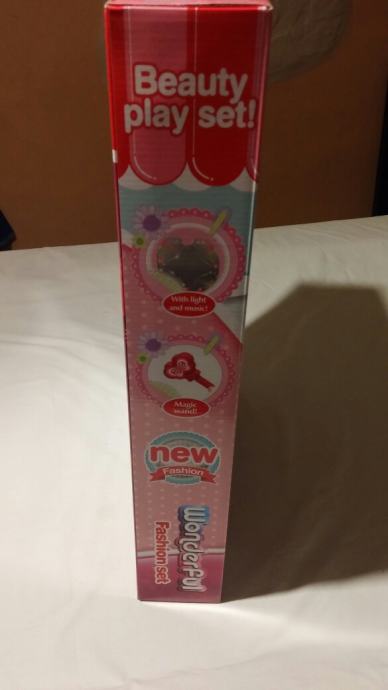 Beauty
play set!
With light
and music!
Magic
wand!
new
Fashion
Wonderful
Fashion set